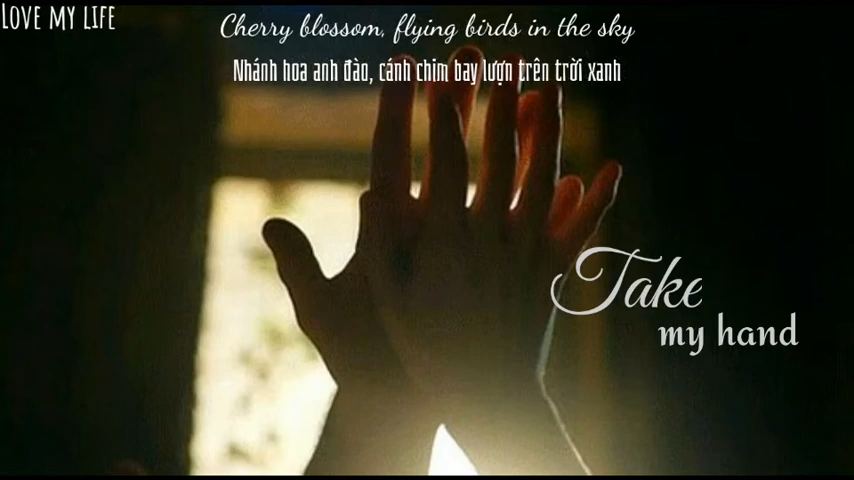 LOVE MY LIFE
Cherry blossom, flying birds in the sky
Nhánh hoa anh đào, cánh chim bay lượn trên trời xanh
Take
my hand